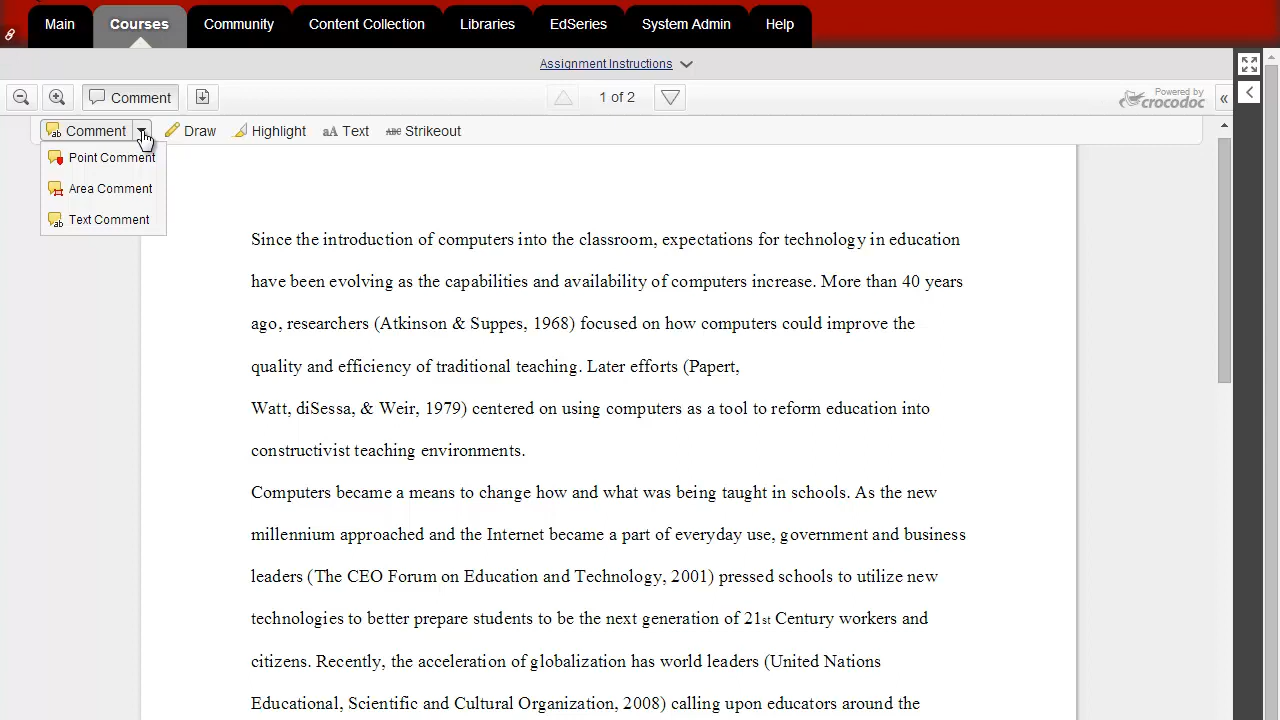 Main Courses Community Content Collection Libraries EdSeries System Admin Help
Assignment Instructions
Comment 1 of 2 Powered by crocodoc «
ab Comment Draw Highlight aA Text ABC Strikeout
Point Comment
Area Comment
ab Text Comment
Since the introduction of computers into the classroom, expectations for technology in education
have been evolving as the capabilities and availability of computers increase. More than 40 years
ago, researchers (Atkinson & Suppes, 1968) focused on how computers could improve the
quality and efficiency of traditional teaching. Later efforts (Papert,
Watt, diSessa, & Weir, 1979) centered on using computers as a tool to reform education into
constructivist teaching environments.
Computers became a means to change how and what was being taught in schools. As the new
millennium approached and the Internet became a part of everyday use, government and business
leaders (The CEO Forum on Education and Technology, 2001) pressed schools to utilize new
technologies to better prepare students to be the next generation of 21st Century workers and
citizens. Recently, the acceleration of globalization has world leaders (United Nations
Educational, Scientific and Cultural Organization, 2008) calling upon educators around the